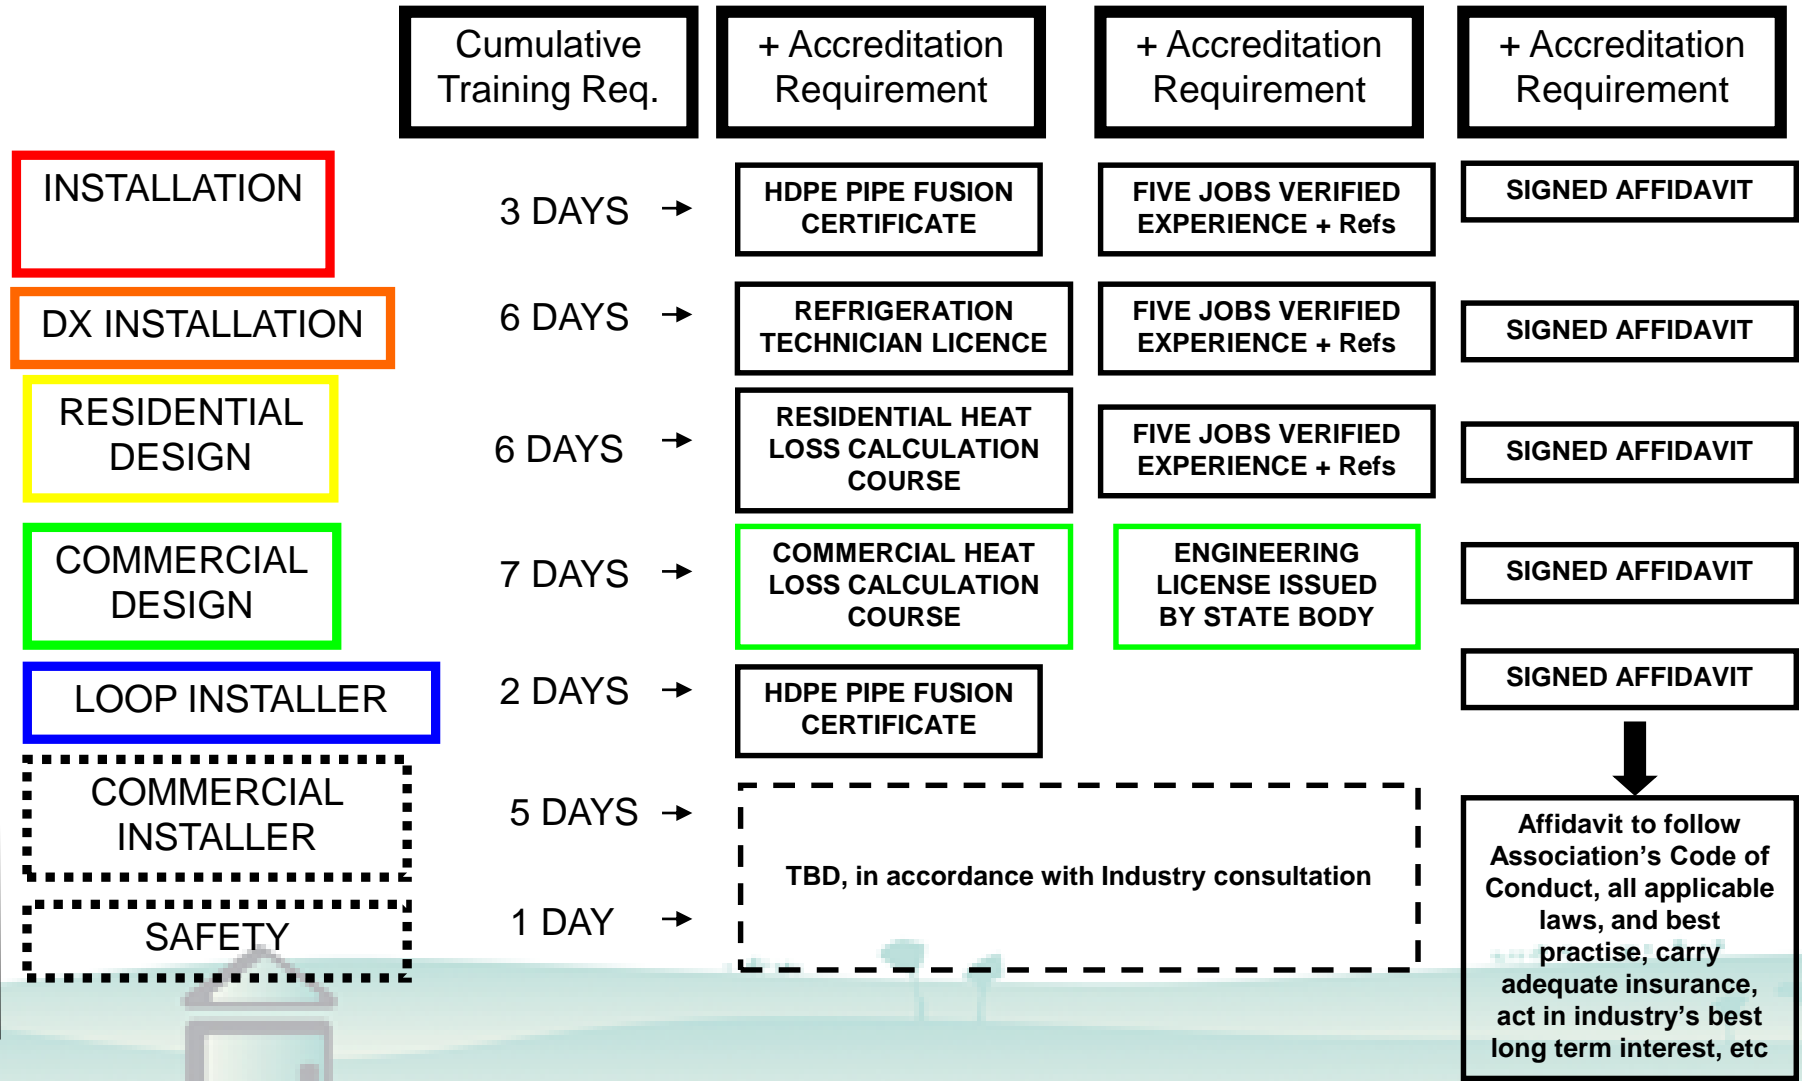 Cumulative
Training Req.
+ Accreditation
Requirement
+ Accreditation
Requirement
+ Accreditation
Requirement
INSTALLATION
3 DAYS
HDPE PIPE FUSION
CERTIFICATE
FIVE JOBS VERIFIED
EXPERIENCE + Refs
SIGNED AFFIDAVIT
DX INSTALLATION
6 DAYS
REFRIGERATION
TECHNICIAN LICENCE
FIVE JOBS VERIFIED
EXPERIENCE + Refs
SIGNED AFFIDAVIT
RESIDENTIAL
DESIGN
6 DAYS
RESIDENTIAL HEAT
LOSS CALCULATION
COURSE
FIVE JOBS VERIFIED
EXPERIENCE + Refs
SIGNED AFFIDAVIT
COMMERCIAL
DESIGN
7 DAYS
COMMERCIAL HEAT
LOSS CALCULATION
COURSE
ENGINEERING
LICENSE ISSUED
BY STATE BODY
SIGNED AFFIDAVIT
LOOP INSTALLER
2 DAYS
HDPE PIPE FUSION
CERTIFICATE
SIGNED AFFIDAVIT
COMMERCIAL
INSTALLER
5 DAYS
TBD, in accordance with Industry consultation
SAFETY
1 DAY
Affidavit to follow
Association's Code of
Conduct, all applicable
laws, and best
practise, carry
adequate insurance,
act in industry's best
long term interest, etc